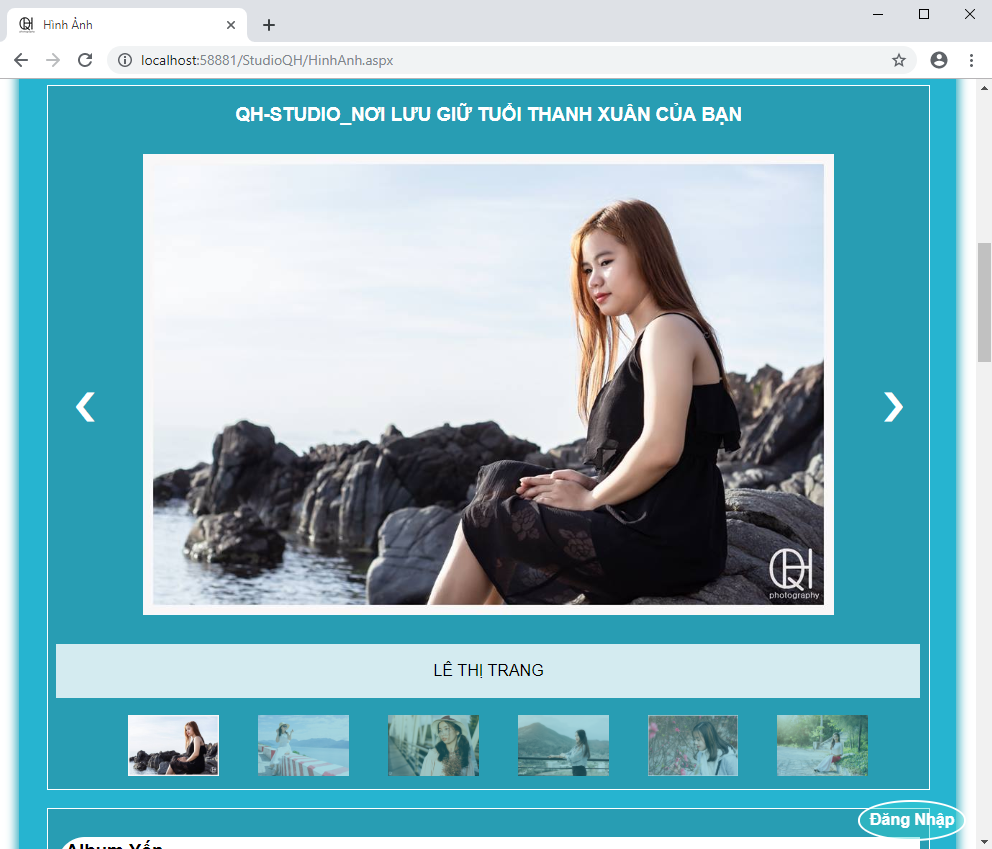 Hình Ảnh
localhost:58881/StudioQH/HinhAnh.aspx
QH-STUDIO_NƠI LƯU GIỮ TUỔI THANH XUÂN CỦA BẠN
QH
photography
LÊ THỊ TRANG
Đăng Nhập
Album Yến